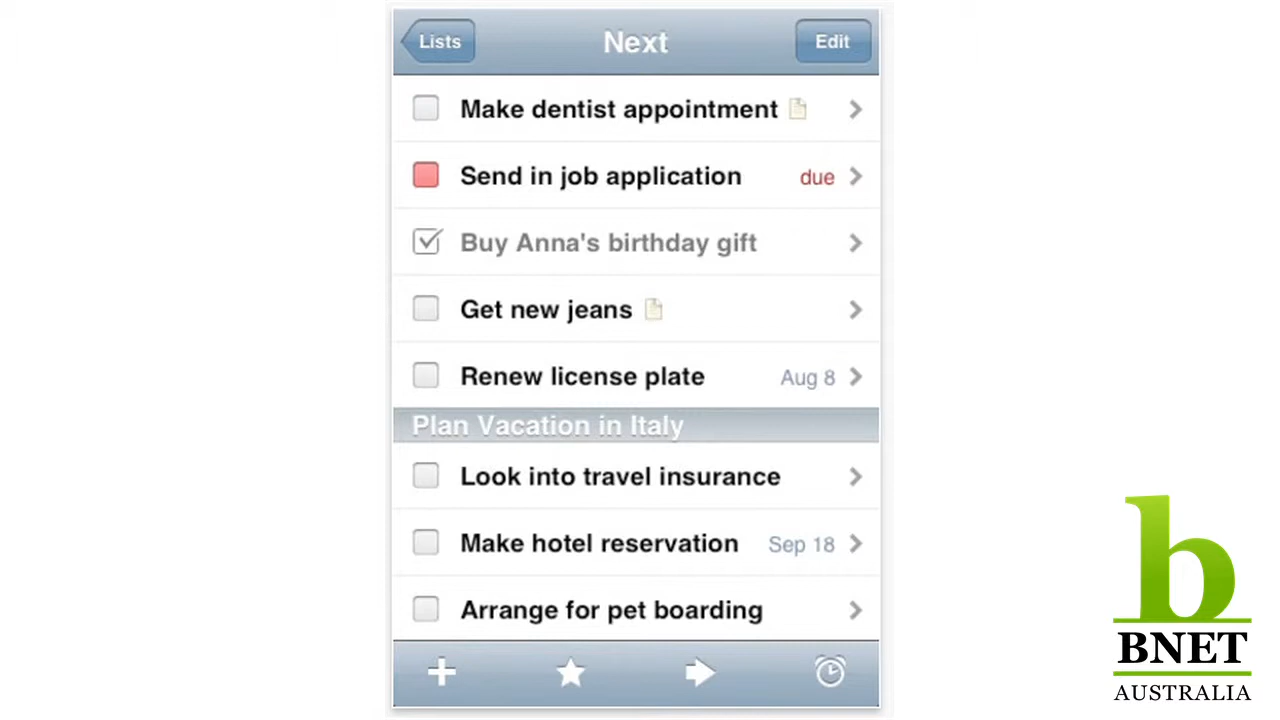 Lists Next Edit
Make dentist appointment
Send in job application due
Buy Anna's birthday gift
Get new jeans
Renew license plate Aug 8
Plan Vacation in Italy
Look into travel insurance
Make hotel reservation Sep 18
Arrange for pet boarding
b
BNET
AUSTRALIA